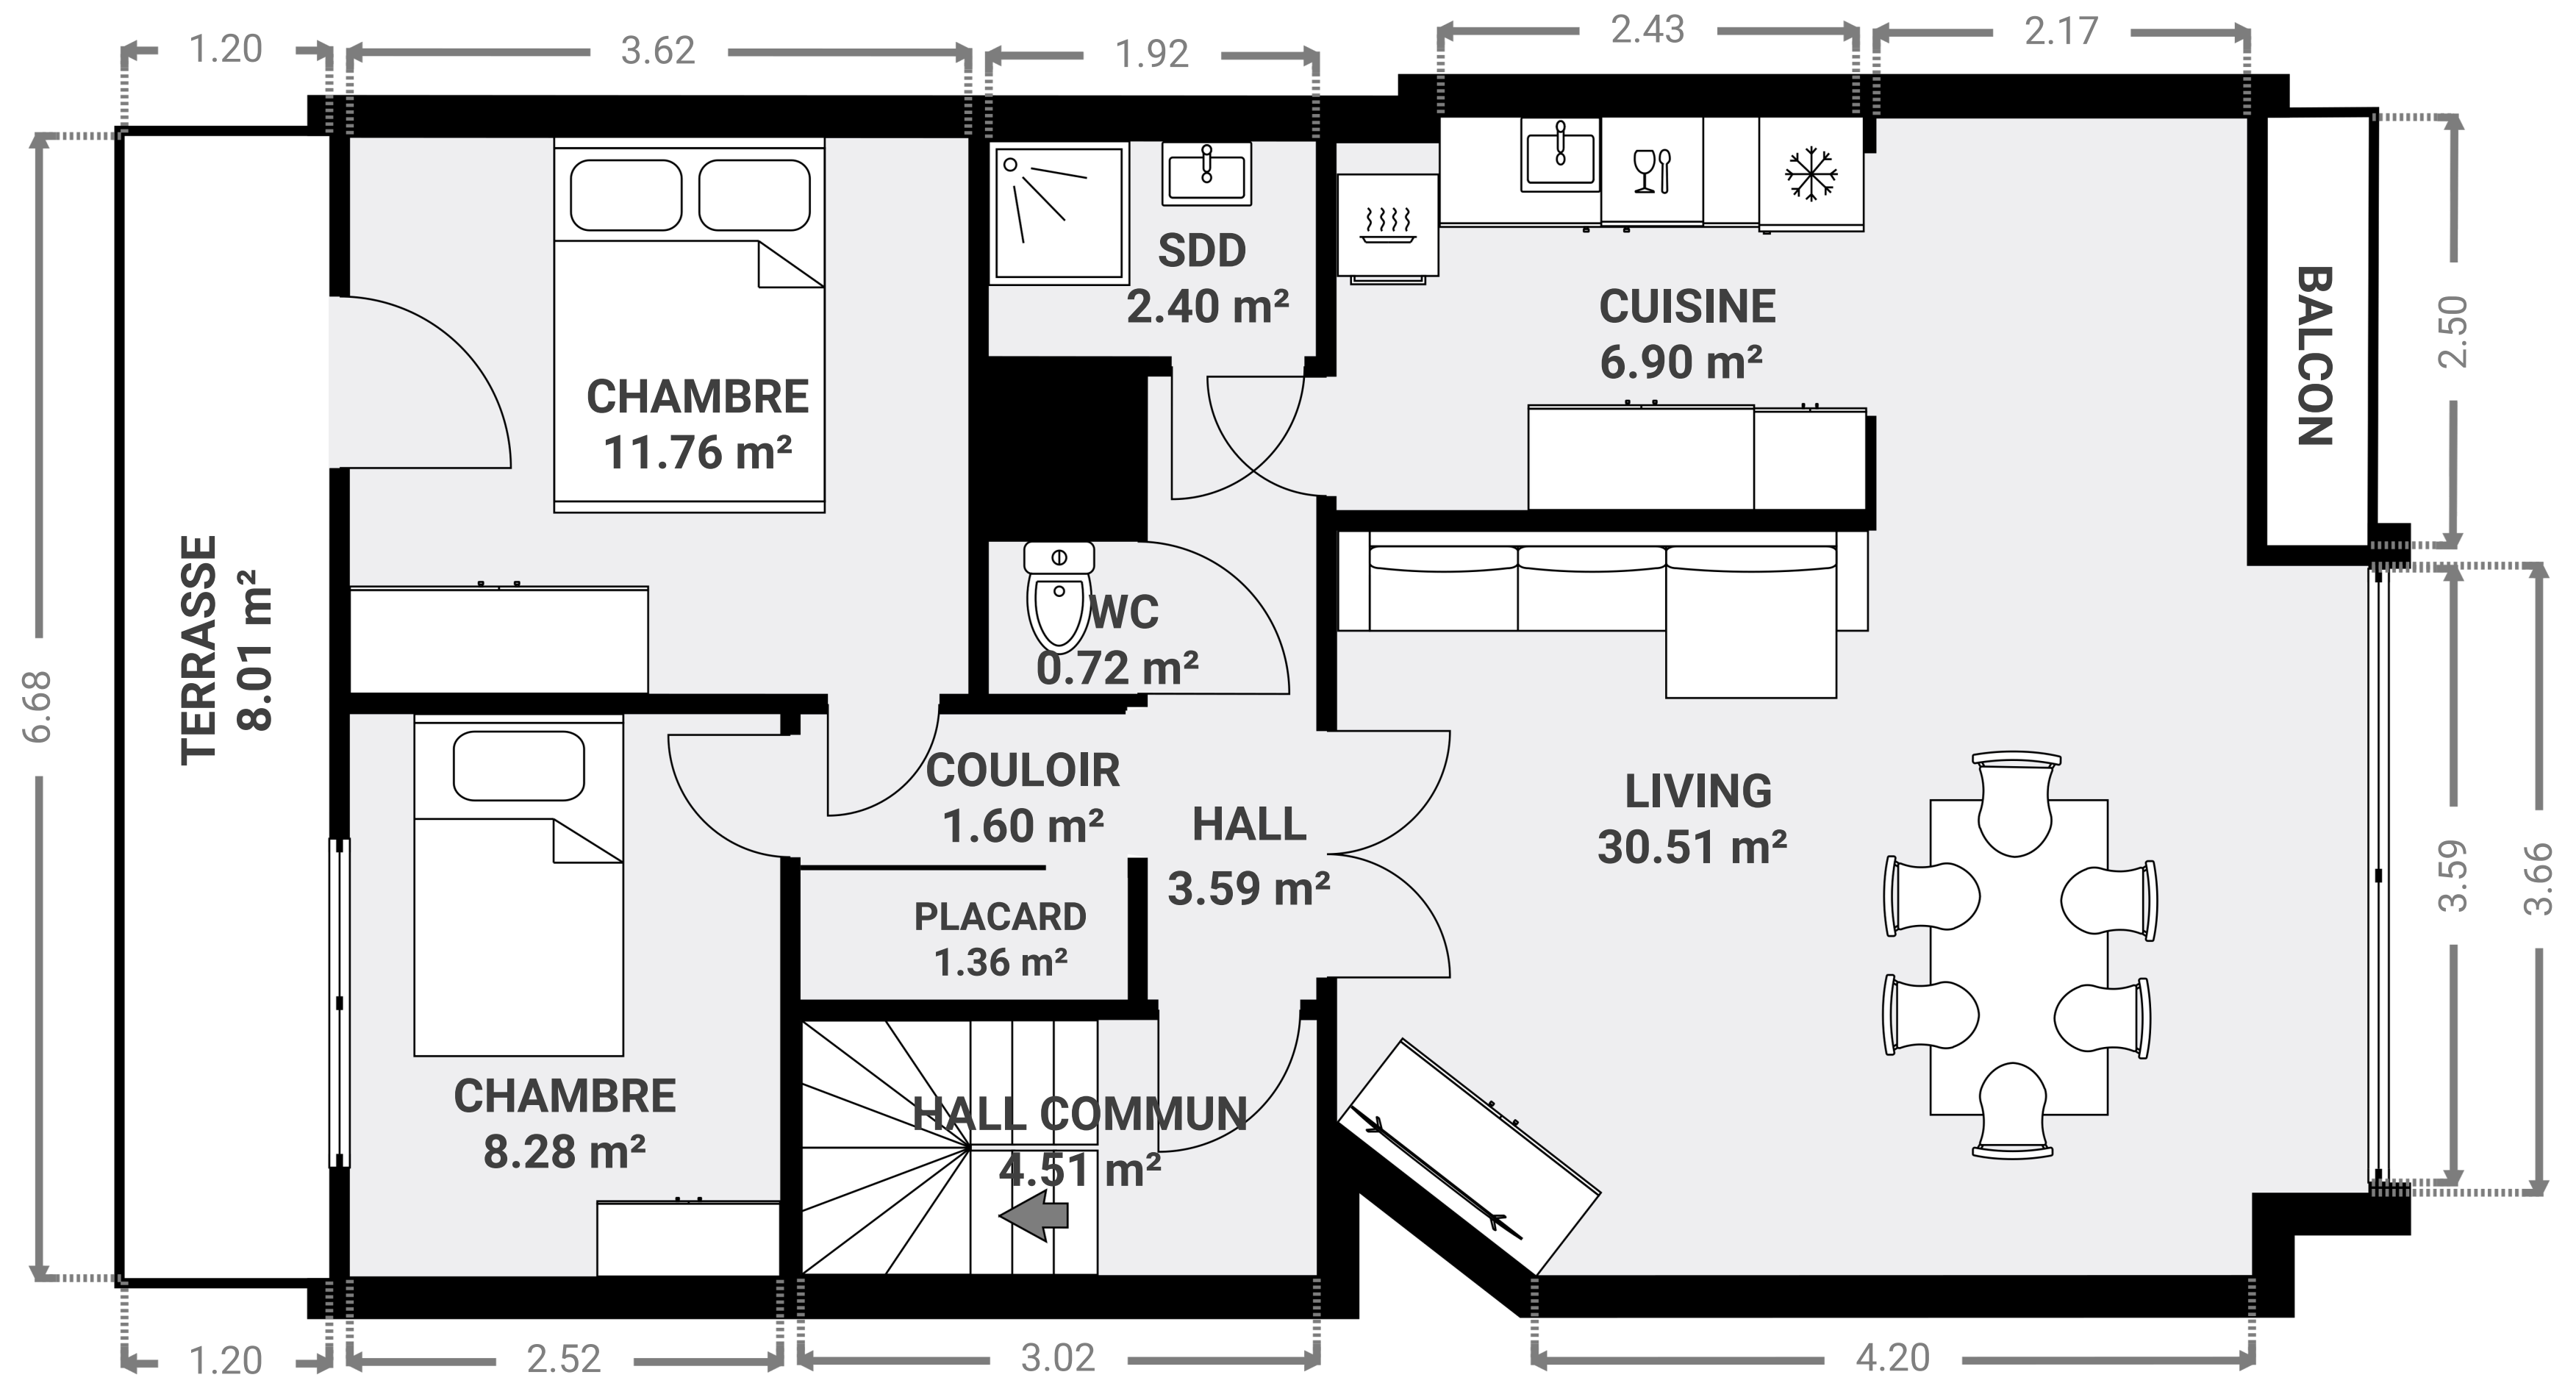 1.20
3.62
1.92
2.43
2.17
SDD
2.40 m²
CUISINE
6.90 m²
BALCON
2.50
CHAMBRE
11.76 m²
TERRASSE
8.01 m²
6.68
WC
0.72 m²
COULOIR
1.60 m²
HALL
3.59 m²
LIVING
30.51 m²
3.59
3.66
PLACARD
1.36 m²
CHAMBRE
8.28 m²
HALL COMMUN
4.51 m²
1.20
2.52
3.02
4.20